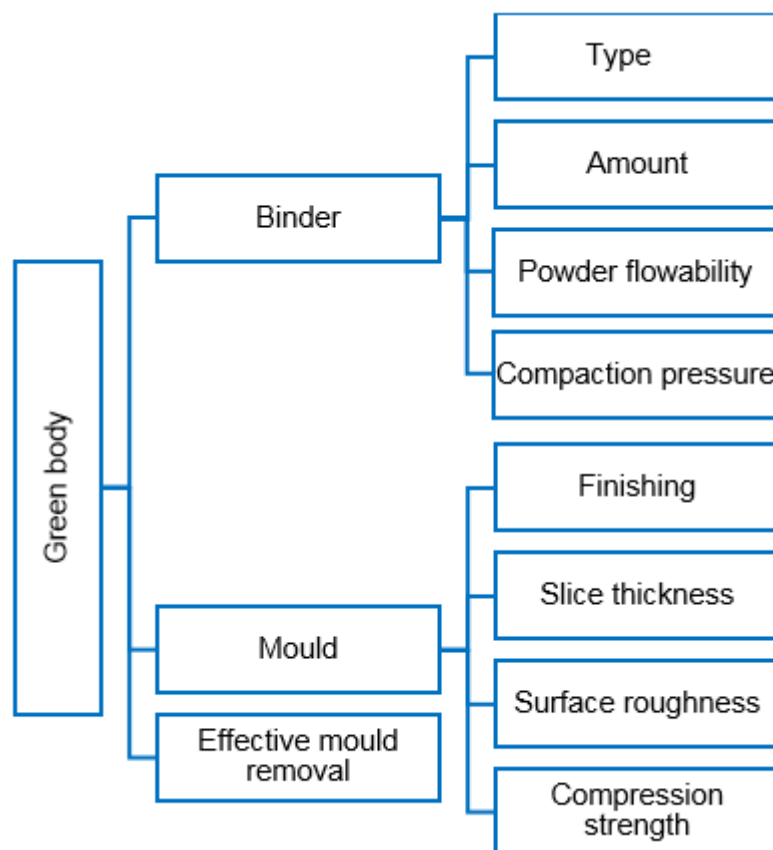 Green body
Binder
Type
Amount
Powder flowability
Compaction pressure
Mould
Finishing
Slice thickness
Surface roughness
Compression
strength
Effective mould
removal